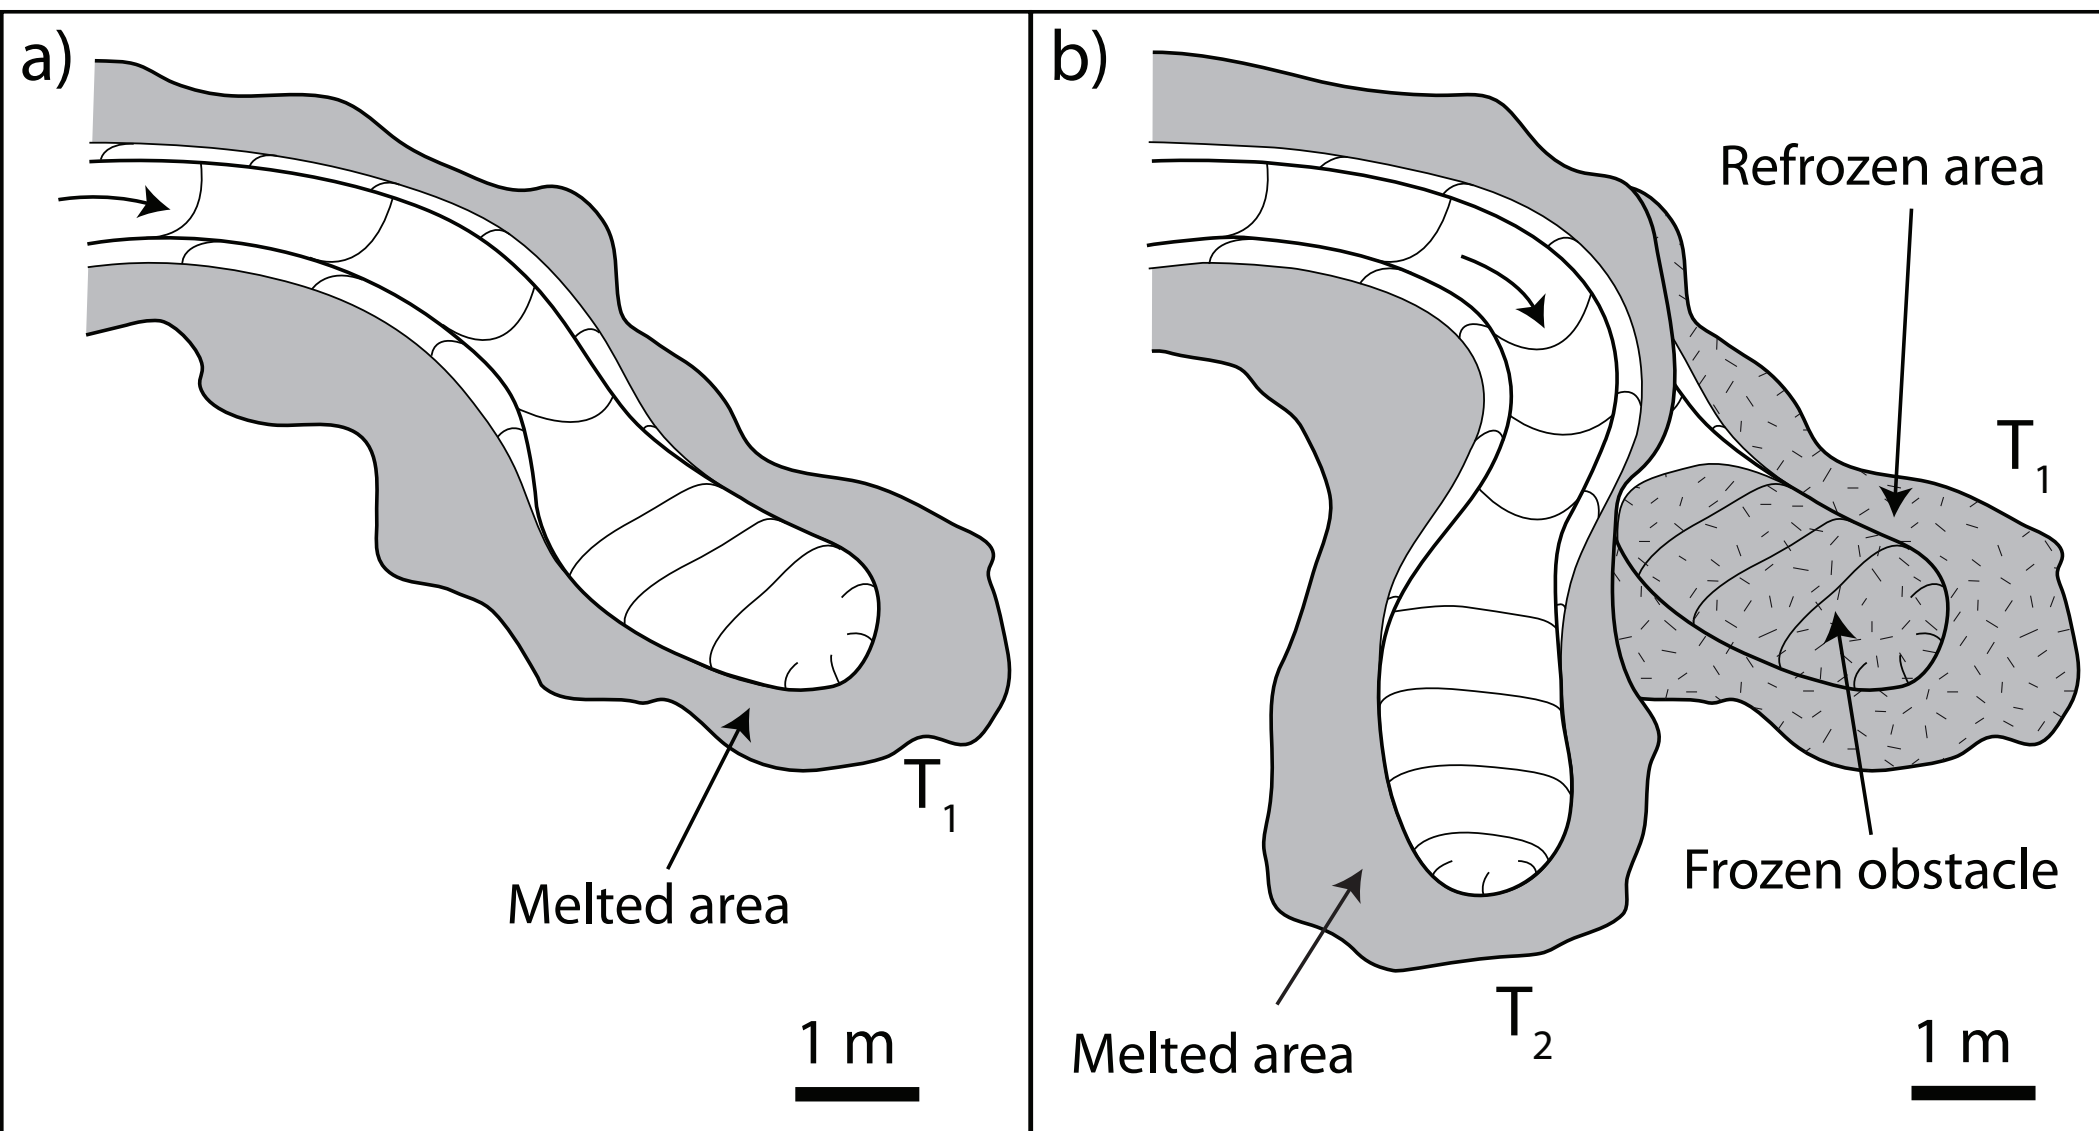 a)
T1
Melted area
1 m
b)
Refrozen area
T1
Frozen obstacle
T2
Melted area
1 m